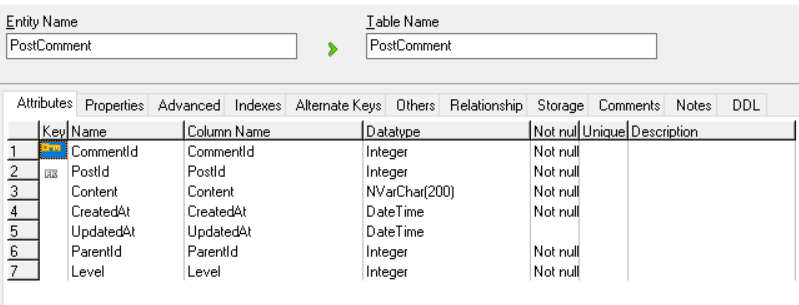 Entity Name Table Name
PostComment PostComment
Attributes Properties Advanced Indexes Alternate Keys Others Relationship Storage Comments Notes DDL
Key Name Column Name Datatype Not nul Unique Description
1 CommentId CommentId Integer Not null
2 FK PostId PostId Integer Not null
3 Content Content NVarChar(200) Not null
4 CreatedAt CreatedAt DateTime Not null
5 UpdatedAt UpdatedAt DateTime
6 ParentId ParentId Integer Not null
7 Level Level Integer Not null